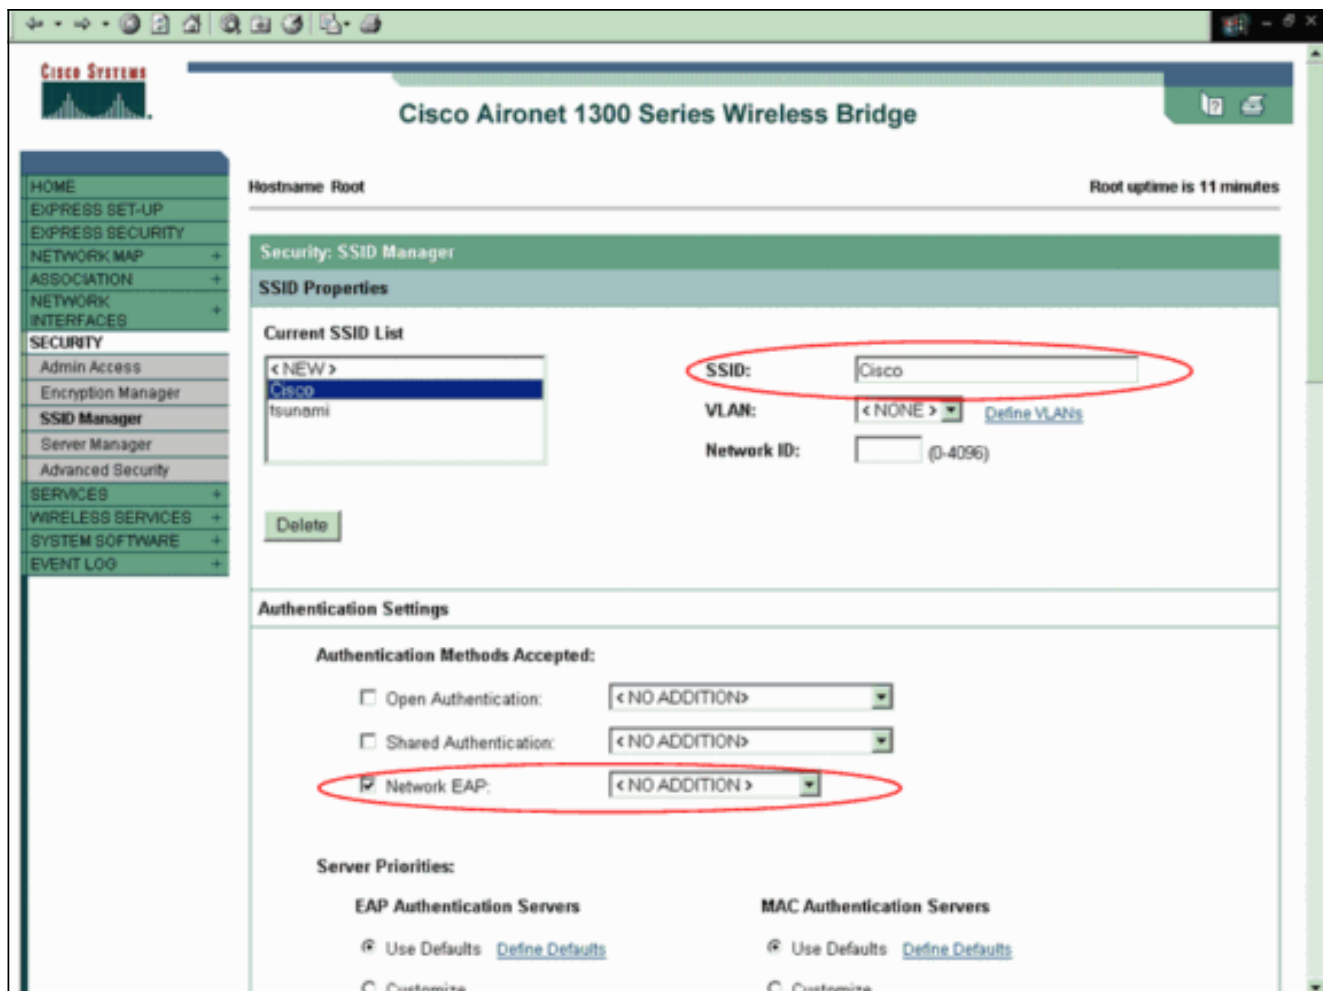 CISCO SYSTEMS
Cisco Aironet 1300 Series Wireless Bridge
HOME
EXPRESS SET-UP
EXPRESS SECURITY
NETWORK MAP +
ASSOCIATION +
NETWORK
INTERFACES +
SECURITY
Admin Access
Encryption Manager
SSID Manager
Server Manager
Advanced Security
SERVICES +
WIRELESS SERVICES +
SYSTEM SOFTWARE +
EVENT LOG +
Hostname Root
Root uptime is 11 minutes
Security: SSID Manager
SSID Properties
Current SSID List
< NEW >
Cisco
tsunami
Delete
SSID: Cisco
VLAN: < NONE > Define VLANs
Network ID: (0-4096)
Authentication Settings
Authentication Methods Accepted:
Open Authentication: < NO ADDITION>
Shared Authentication: < NO ADDITION>
Network EAP: < NO ADDITION >
Server Priorities:
EAP Authentication Servers
Use Defaults Define Defaults
Customize
MAC Authentication Servers
Use Defaults Define Defaults
Customize